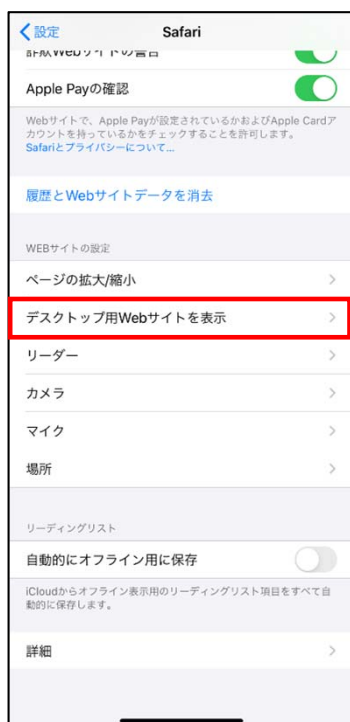 設定
Safari
詐欺Webサイトの警告
Apple Payの確認
Webサイトで、Apple Payが設定されているかおよびApple Cardア
カウントを持っているかをチェックすることを許可します。
Safariとプライバシーについて...
履歴とWebサイトデータを消去
WEBサイトの設定
ページの拡大/縮小
デスクトップ用Webサイトを表示
リーダー
カメラ
マイク
場所
リーディングリスト
自動的にオフライン用に保存
iCloudからオフライン表示用のリーディングリスト項目をすべて自
動的に保存します。
詳細